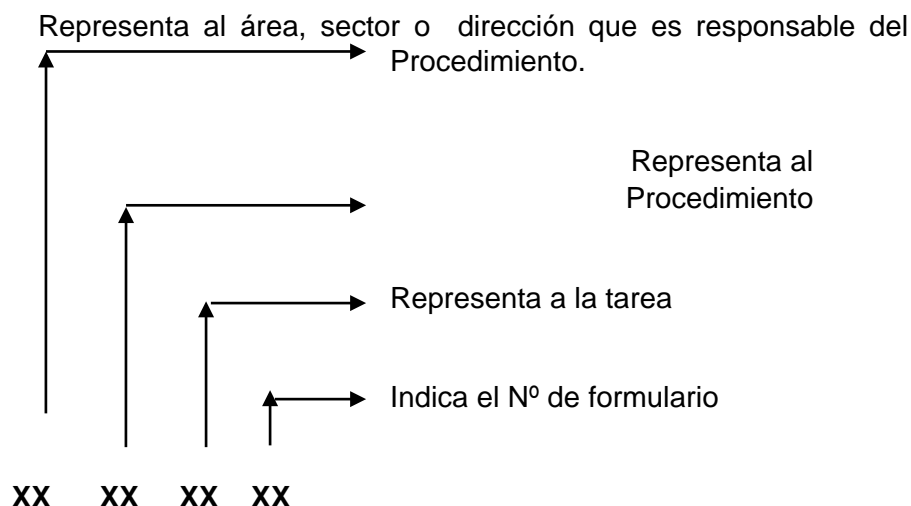 Representa al área, sector o dirección que es responsable del
Procedimiento.
Representa al
Procedimiento
Representa a la tarea
Indica el Nº de formulario
XX XX XX XX